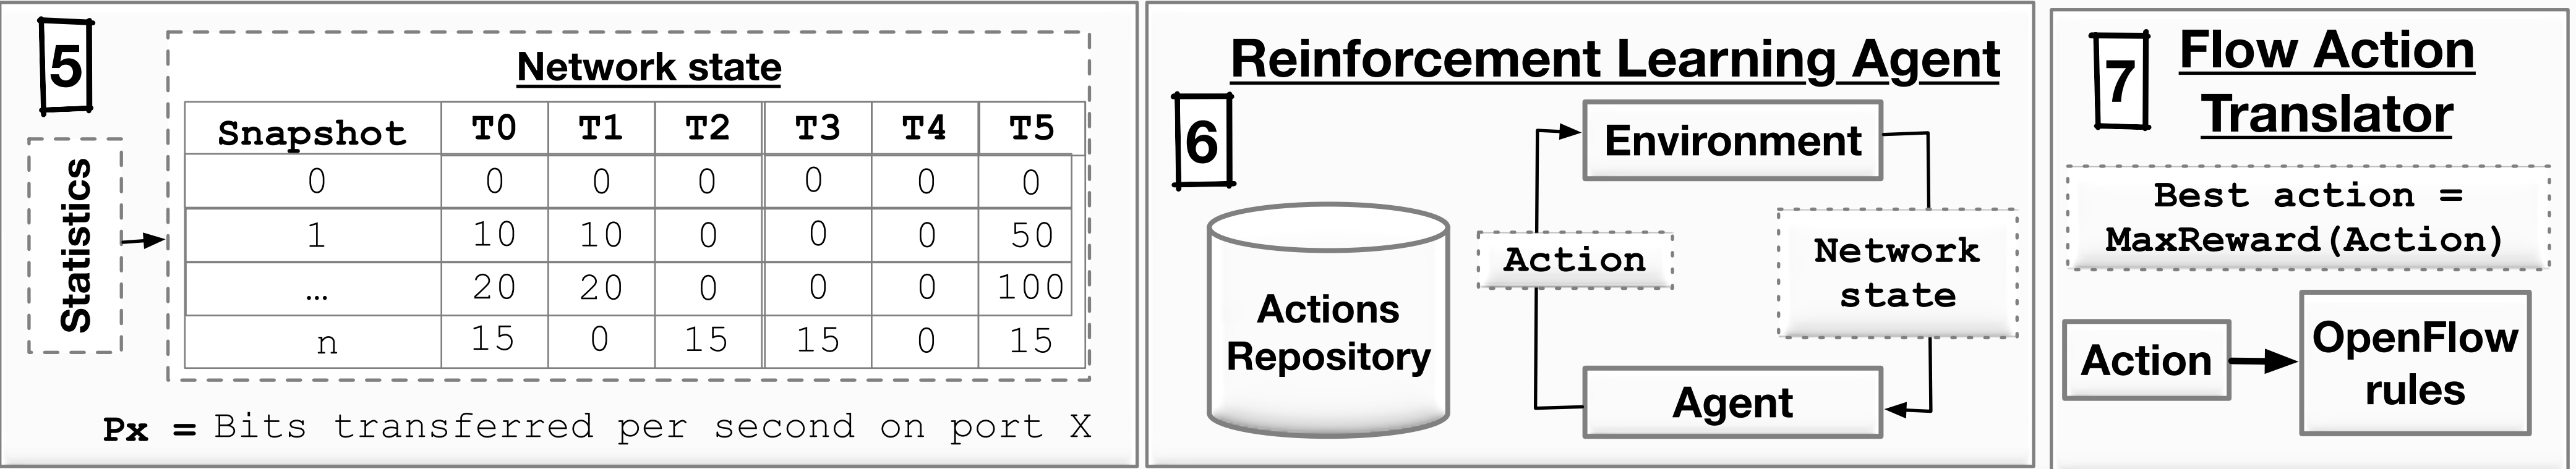 5
Statistics
Network state
Snapshot T0 T1 T2 T3 T4 T5
0 0 0 0 0 0 0
1 10 10 0 0 0 50
... 20 20 0 0 0 100
n 15 0 15 15 0 15
Px = Bits transferred per second on port X
Reinforcement Learning Agent
6
Actions
Repository
Environment
Action
Network
state
Agent
7
Flow Action
Translator
Best action =
MaxReward(Action)
Action
OpenFlow
rules